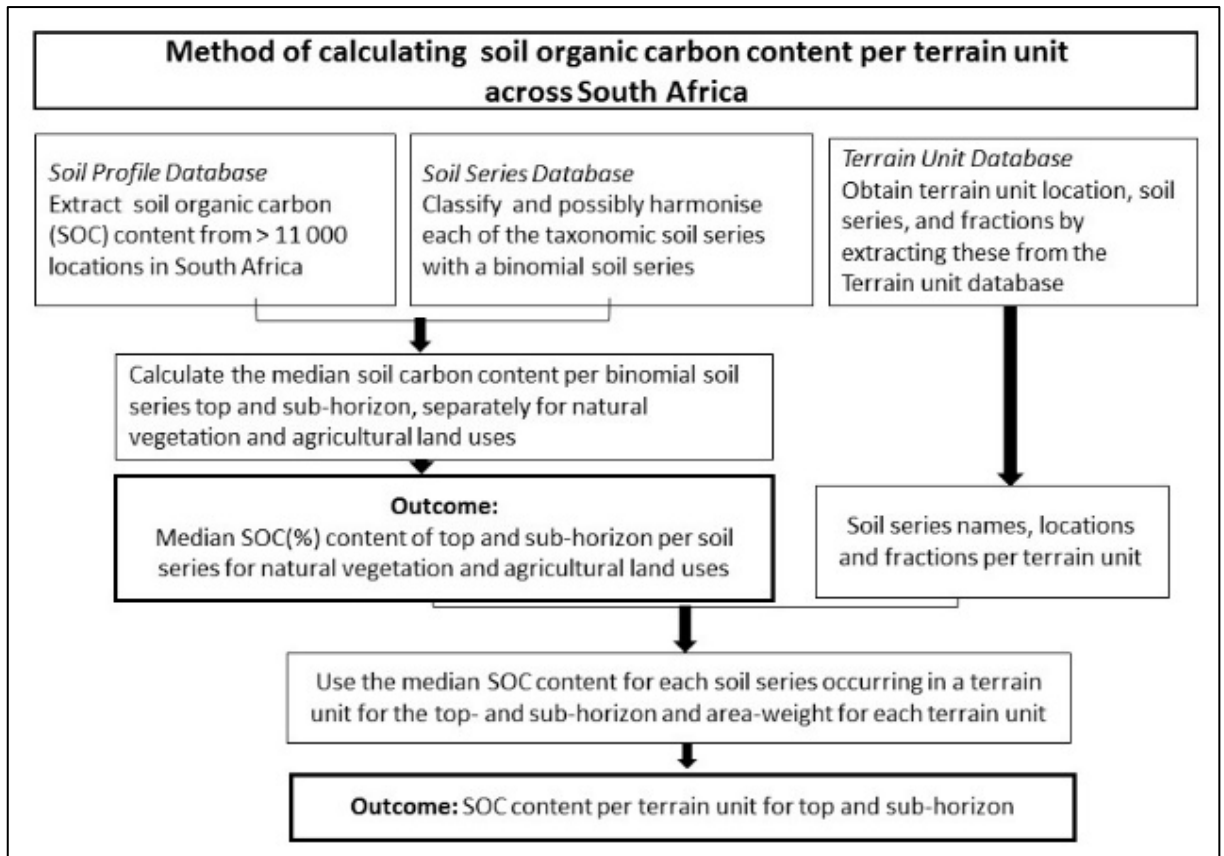 Method of calculating soil organic carbon content per terrain unit
across South Africa
Soil Profile Database
Extract soil organic carbon
(SOC) content from > 11 000
locations in South Africa
Soil Series Database
Classify and possibly harmonise
each of the taxonomic soil series
with a binomial soil series
Terrain Unit Database
Obtain terrain unit location, soil
series, and fractions by
extracting these from the
Terrain unit database
Calculate the median soil carbon content per binomial soil
series top and sub-horizon, separately for natural
vegetation and agricultural land uses
Outcome:
Median SOC(%) content of top and sub-horizon per soil
series for natural vegetation and agricultural land uses
Soil series names, locations
and fractions per terrain unit
Use the median SOC content for each soil series occurring in a terrain
unit for the top- and sub-horizon and area-weight for each terrain unit
Outcome: SOC content per terrain unit for top and sub-horizon